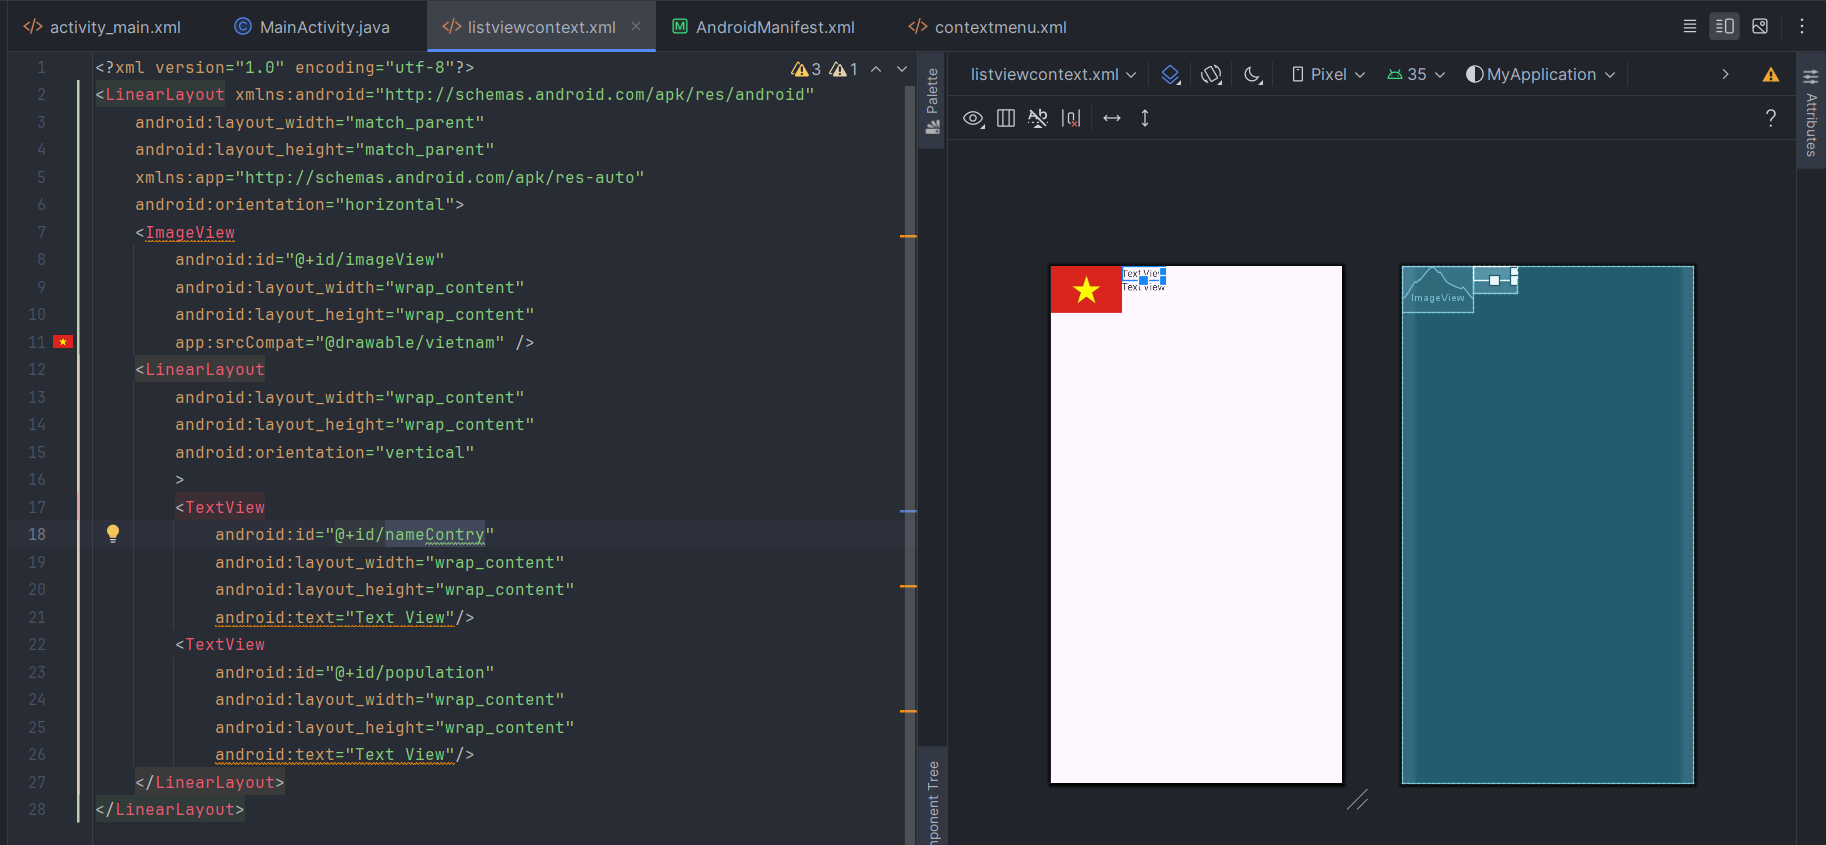 activity_main.xml MainActivity.java listviewcontext.xml AndroidManifest.xml contextmenu.xml
1 <?xml version="1.0" encoding="utf-8"?>
2 <LinearLayout xmlns:android="http://schemas.android.com/apk/res/android"
3 android:layout_width="match_parent"
4 android:layout_height="match_parent"
5 xmlns:app="http://schemas.android.com/apk/res-auto"
6 android:orientation="horizontal">
7 <ImageView
8 android:id="@+id/imageView"
9 android:layout_width="wrap_content"
10 android:layout_height="wrap_content"
11 app:srcCompat="@drawable/vietnam" />
12 <LinearLayout
13 android:layout_width="wrap_content"
14 android:layout_height="wrap_content"
15 android:orientation="vertical"
16 >
17 <TextView
18 android:id="@+id/nameContry"
19 android:layout_width="wrap_content"
20 android:layout_height="wrap_content"
21 android:text="Text View"/>
22 <TextView
23 android:id="@+id/population"
24 android:layout_width="wrap_content"
25 android:layout_height="wrap_content"
26 android:text="Text View"/>
27 </LinearLayout>
28 </LinearLayout>
3 1
Palette
listviewcontext.xml Pixel 35 MyApplication
?
Attributes
Text View
Text View
ImageView
ponent Tree